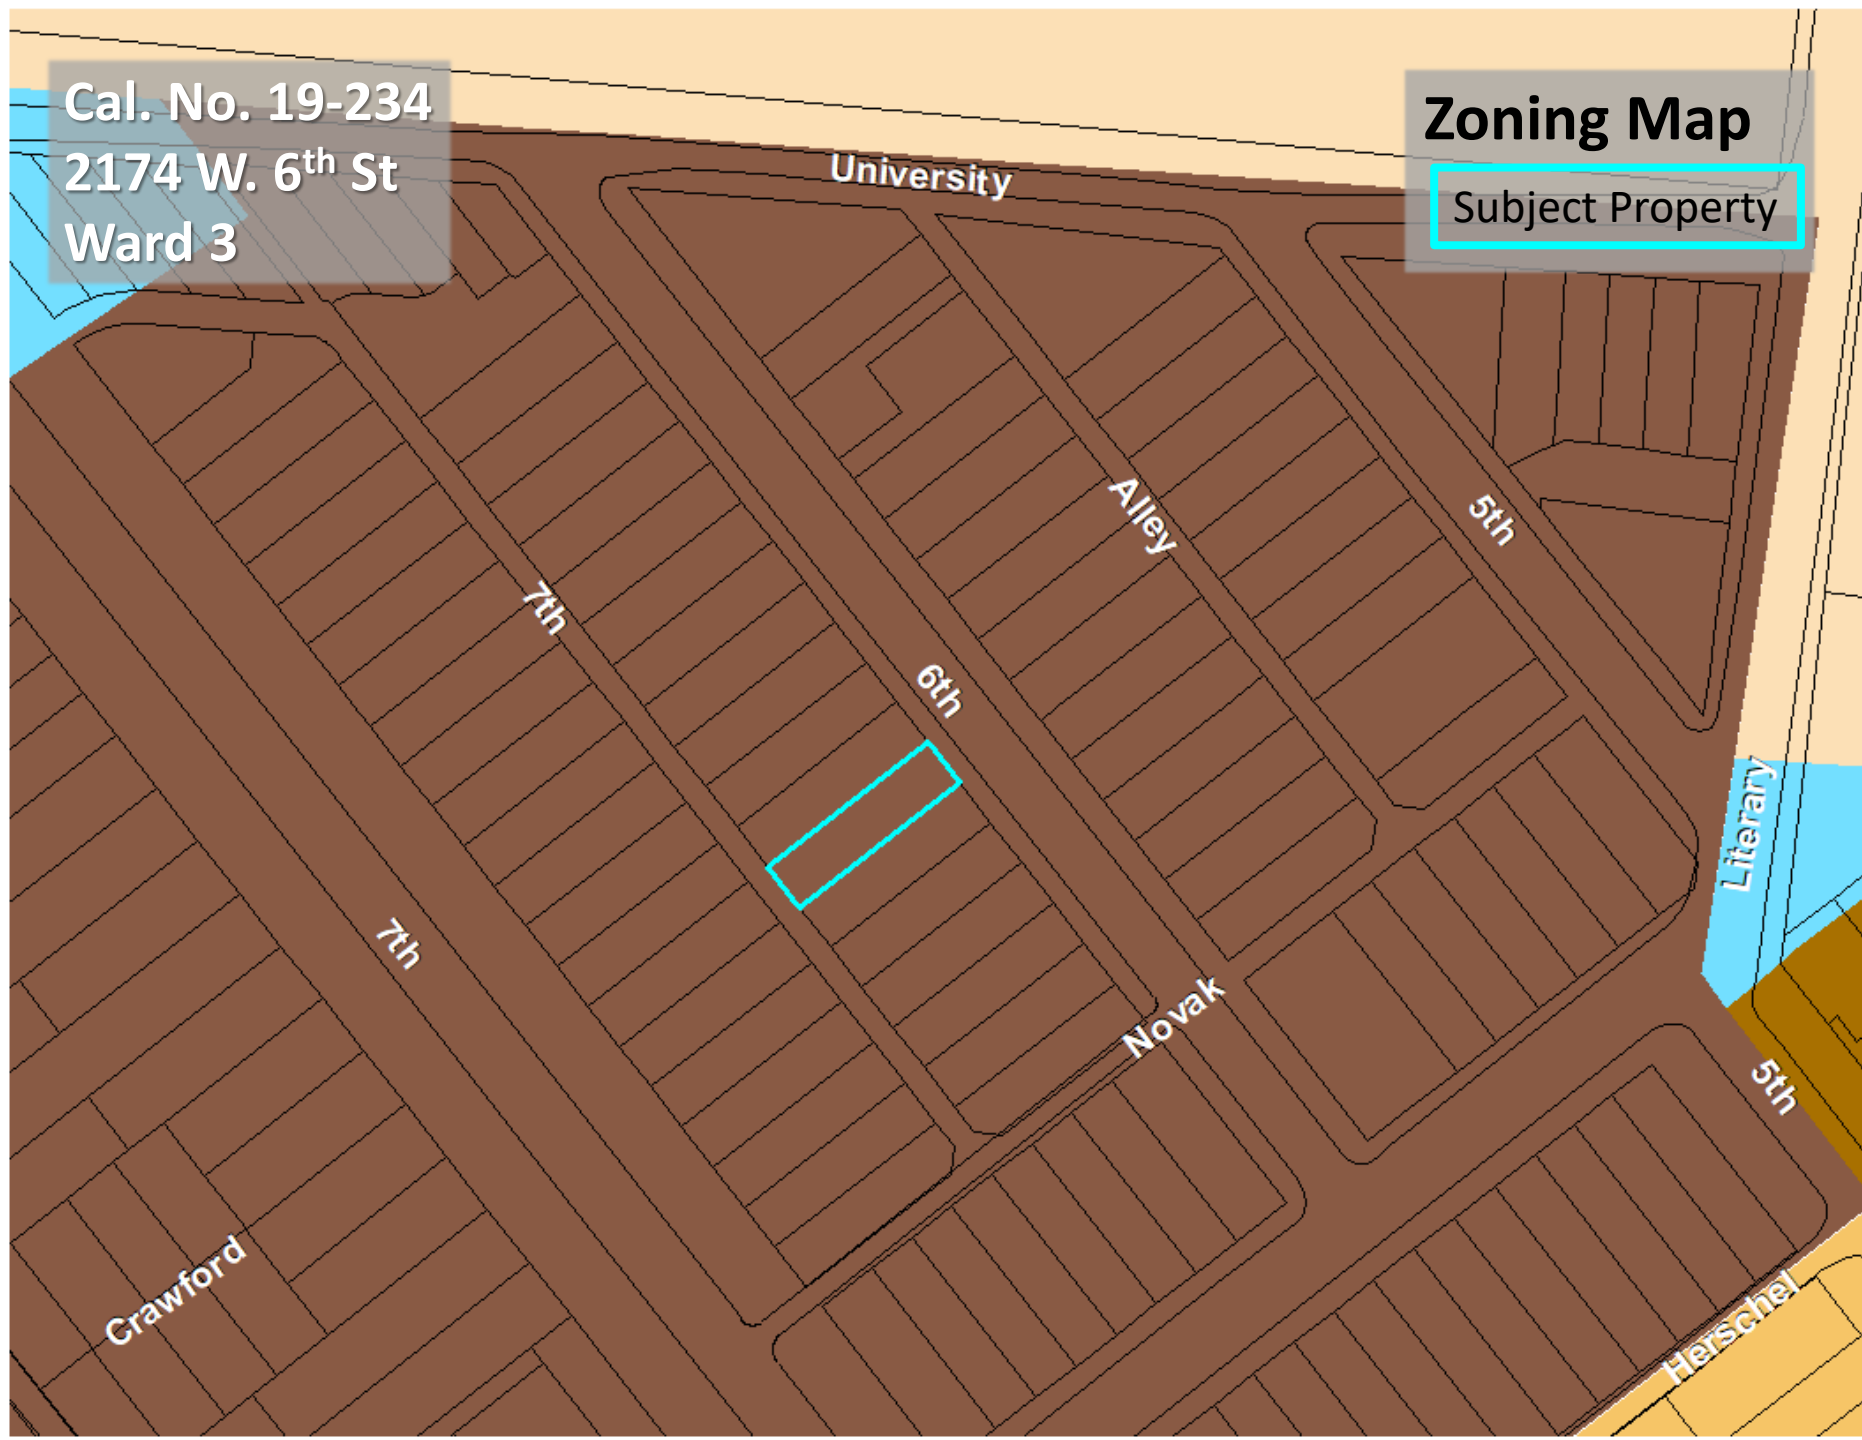 Cal. No. 19-234
2174 W. 6th St
Ward 3
Zoning Map
Subject Property
University
Alley
5th
7th
6th
Literary
7th
Novak
5th
Crawford
Herschel